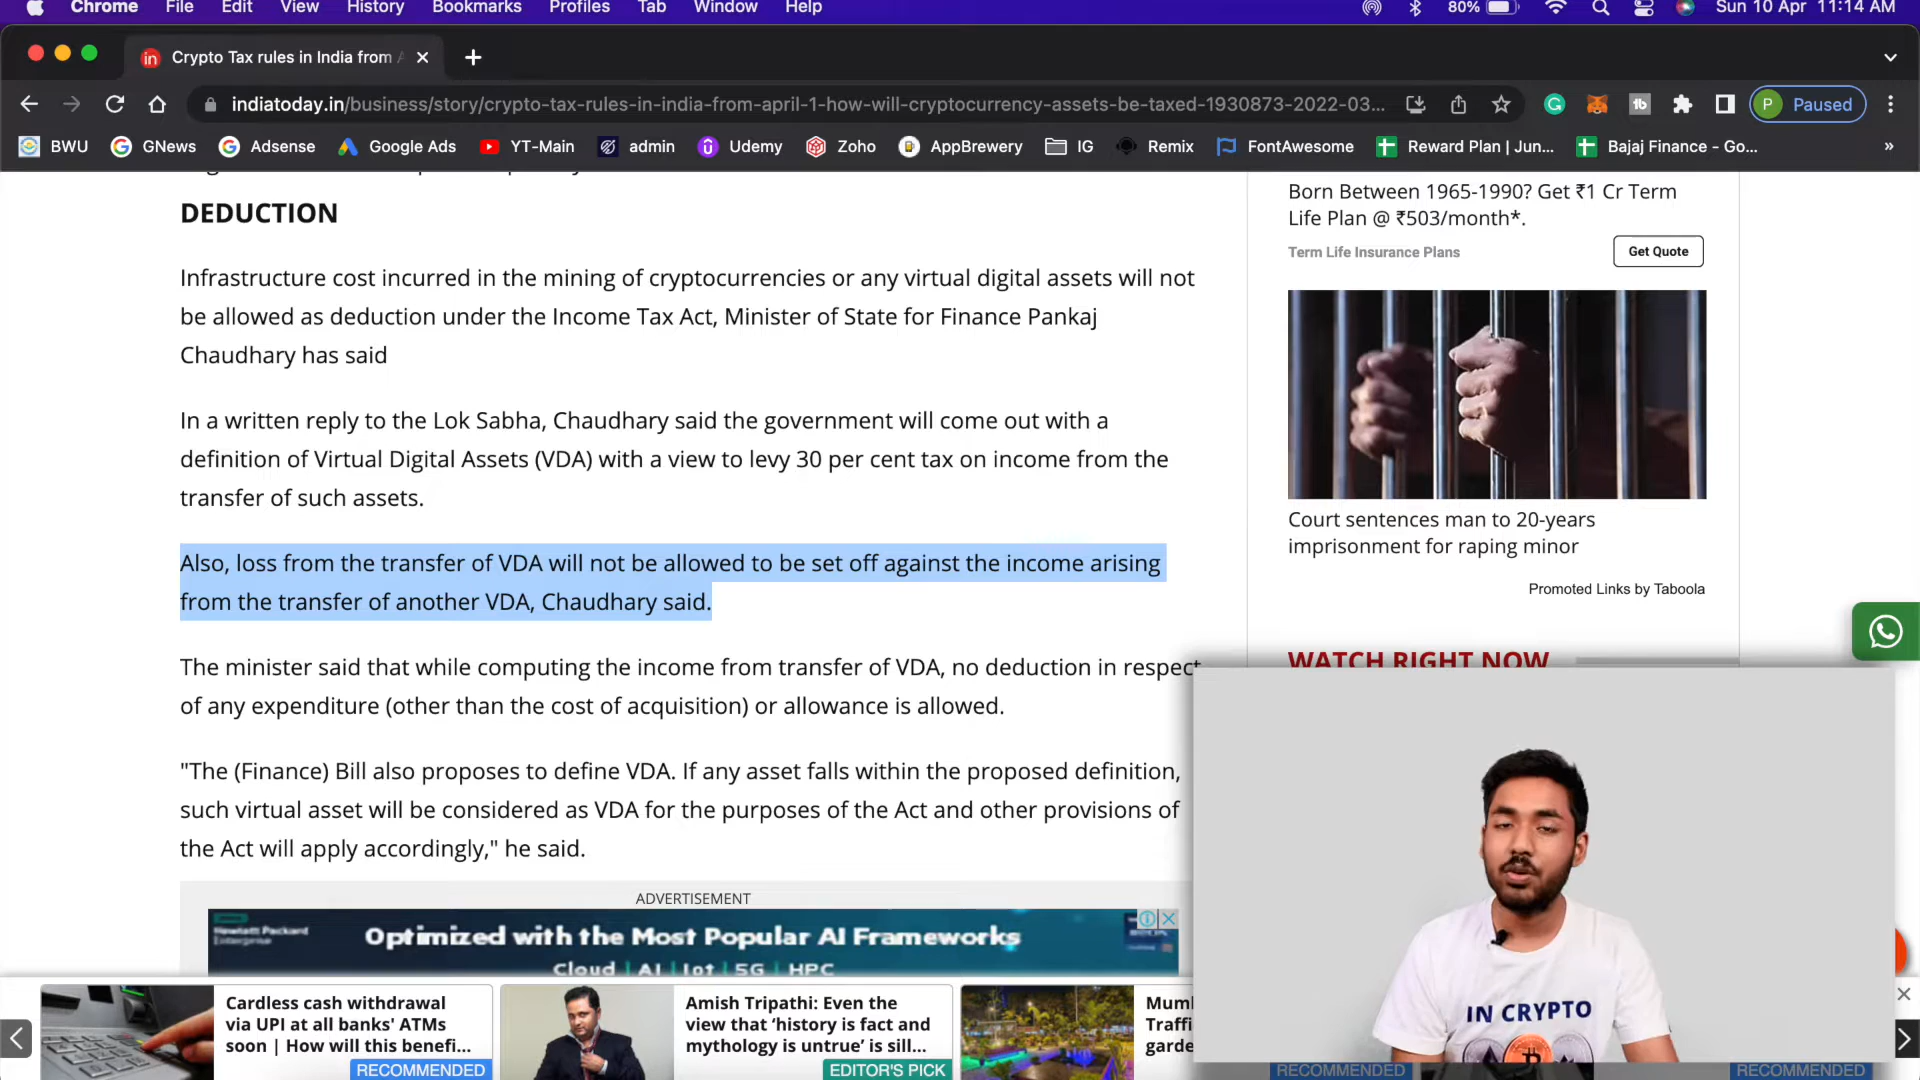 Chrome File Edit View History Bookmarks Profiles Tab Window Help 80% Sun 10 Apr 11:14 AM
in Crypto Tax rules in India from
indiatoday.in/business/story/crypto-tax-rules-in-india-from-april-1-how-will-cryptocurrency-assets-be-taxed-1930873-2022-03... P Paused
BWU GNews Adsense Google Ads YT-Main admin Udemy Zoho AppBrewery IG Remix FontAwesome Reward Plan | Jun... Bajaj Finance - Go... »
DEDUCTION
Infrastructure cost incurred in the mining of cryptocurrencies or any virtual digital assets will not
be allowed as deduction under the Income Tax Act, Minister of State for Finance Pankaj
Chaudhary has said
In a written reply to the Lok Sabha, Chaudhary said the government will come out with a
definition of Virtual Digital Assets (VDA) with a view to levy 30 per cent tax on income from the
transfer of such assets.
Also, loss from the transfer of VDA will not be allowed to be set off against the income arising
from the transfer of another VDA, Chaudhary said.
The minister said that while computing the income from transfer of VDA, no deduction in respect
of any expenditure (other than the cost of acquisition) or allowance is allowed.
"The (Finance) Bill also proposes to define VDA. If any asset falls within the proposed definition,
such virtual asset will be considered as VDA for the purposes of the Act and other provisions of
the Act will apply accordingly," he said.
ADVERTISEMENT
Hewlett Packard
Enterprise
Optimized with the Most Popular AI Frameworks
Cloud | AI | IoT | 5G | HPC
Born Between 1965-1990? Get ₹1 Cr Term
Life Plan @ ₹503/month*.
Term Life Insurance Plans
Get Quote
Court sentences man to 20-years
imprisonment for raping minor
Promoted Links by Taboola
WATCH RIGHT NOW
IN CRYPTO
Cardless cash withdrawal
via UPI at all banks' ATMs
soon | How will this benefi...
RECOMMENDED
Amish Tripathi: Even the
view that ‘history is fact and
mythology is untrue’ is sill...
EDITOR'S PICK
Mum
Traffi
garde
RECOMMENDED
RECOMMENDED